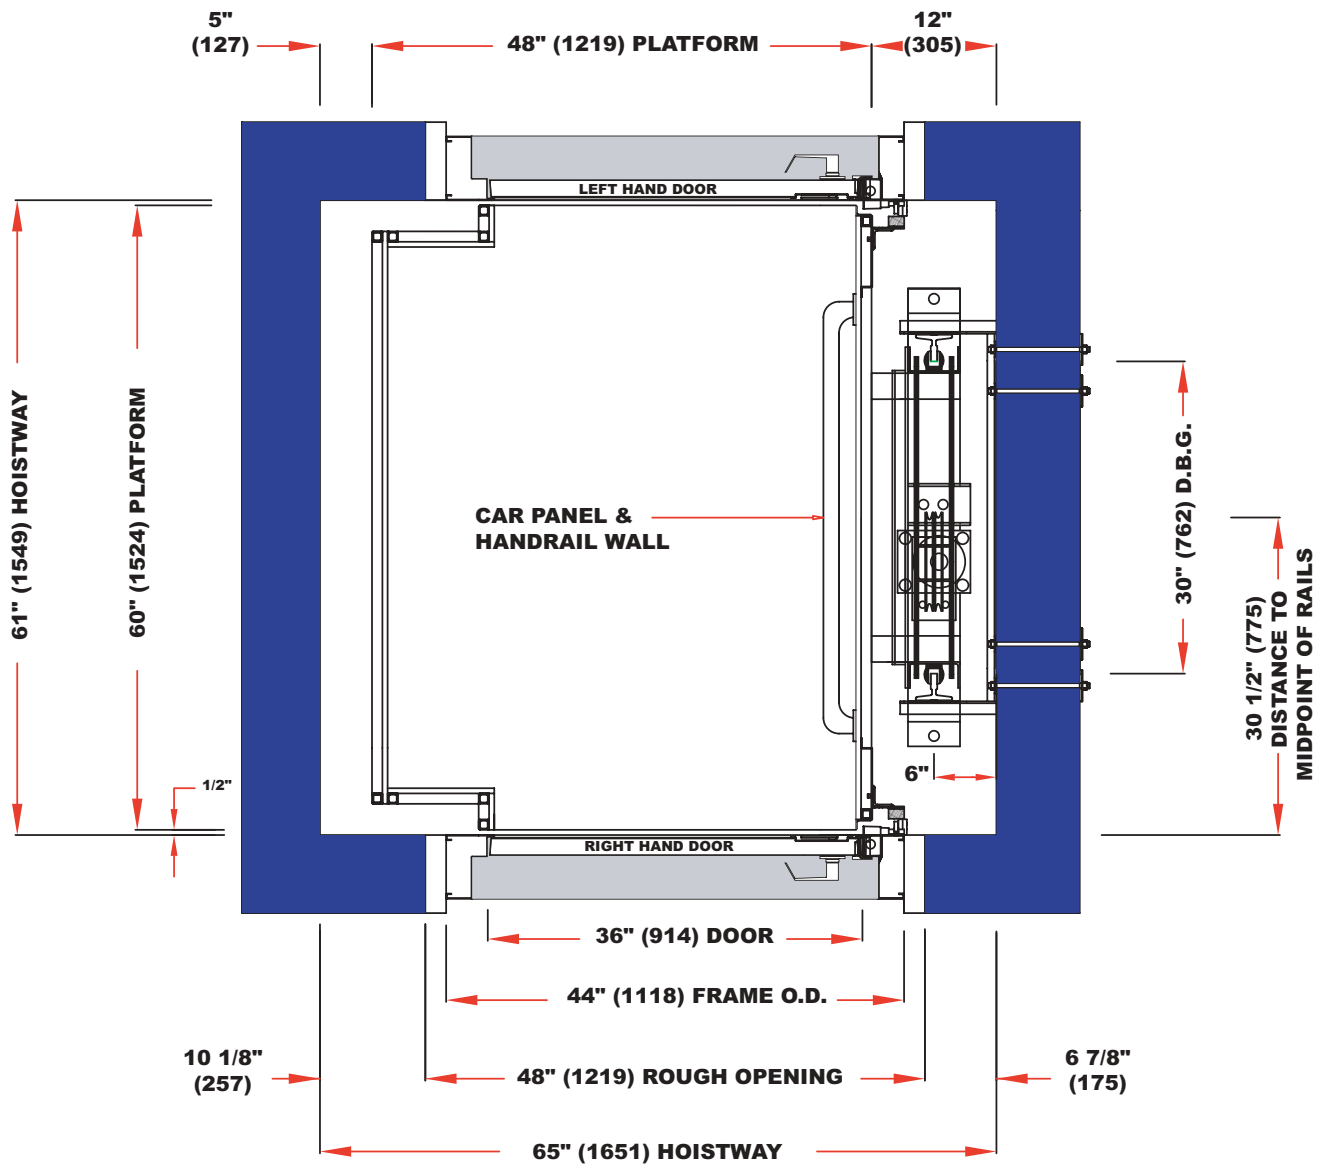 5"
(127)
48" (1219) PLATFORM
12"
(305)
LEFT HAND DOOR
61" (1549) HOISTWAY
60" (1524) PLATFORM
CAR PANEL &
HANDRAIL WALL
30" (762) D.B.G.
30 1/2" (775)
DISTANCE TO
MIDPOINT OF RAILS
6"
1/2"
RIGHT HAND DOOR
36" (914) DOOR
44" (1118) FRAME O.D.
10 1/8"
(257)
48" (1219) ROUGH OPENING
6 7/8"
(175)
65" (1651) HOISTWAY